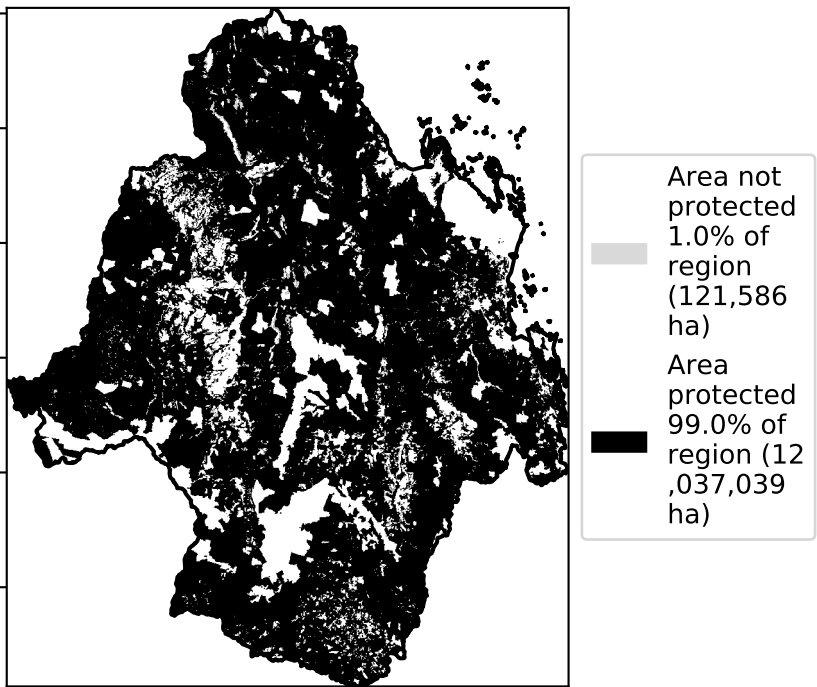 Area not
protected
1.0% of
region
(121,586
ha)
Area
protected
99.0% of
region (12
,037,039
ha)